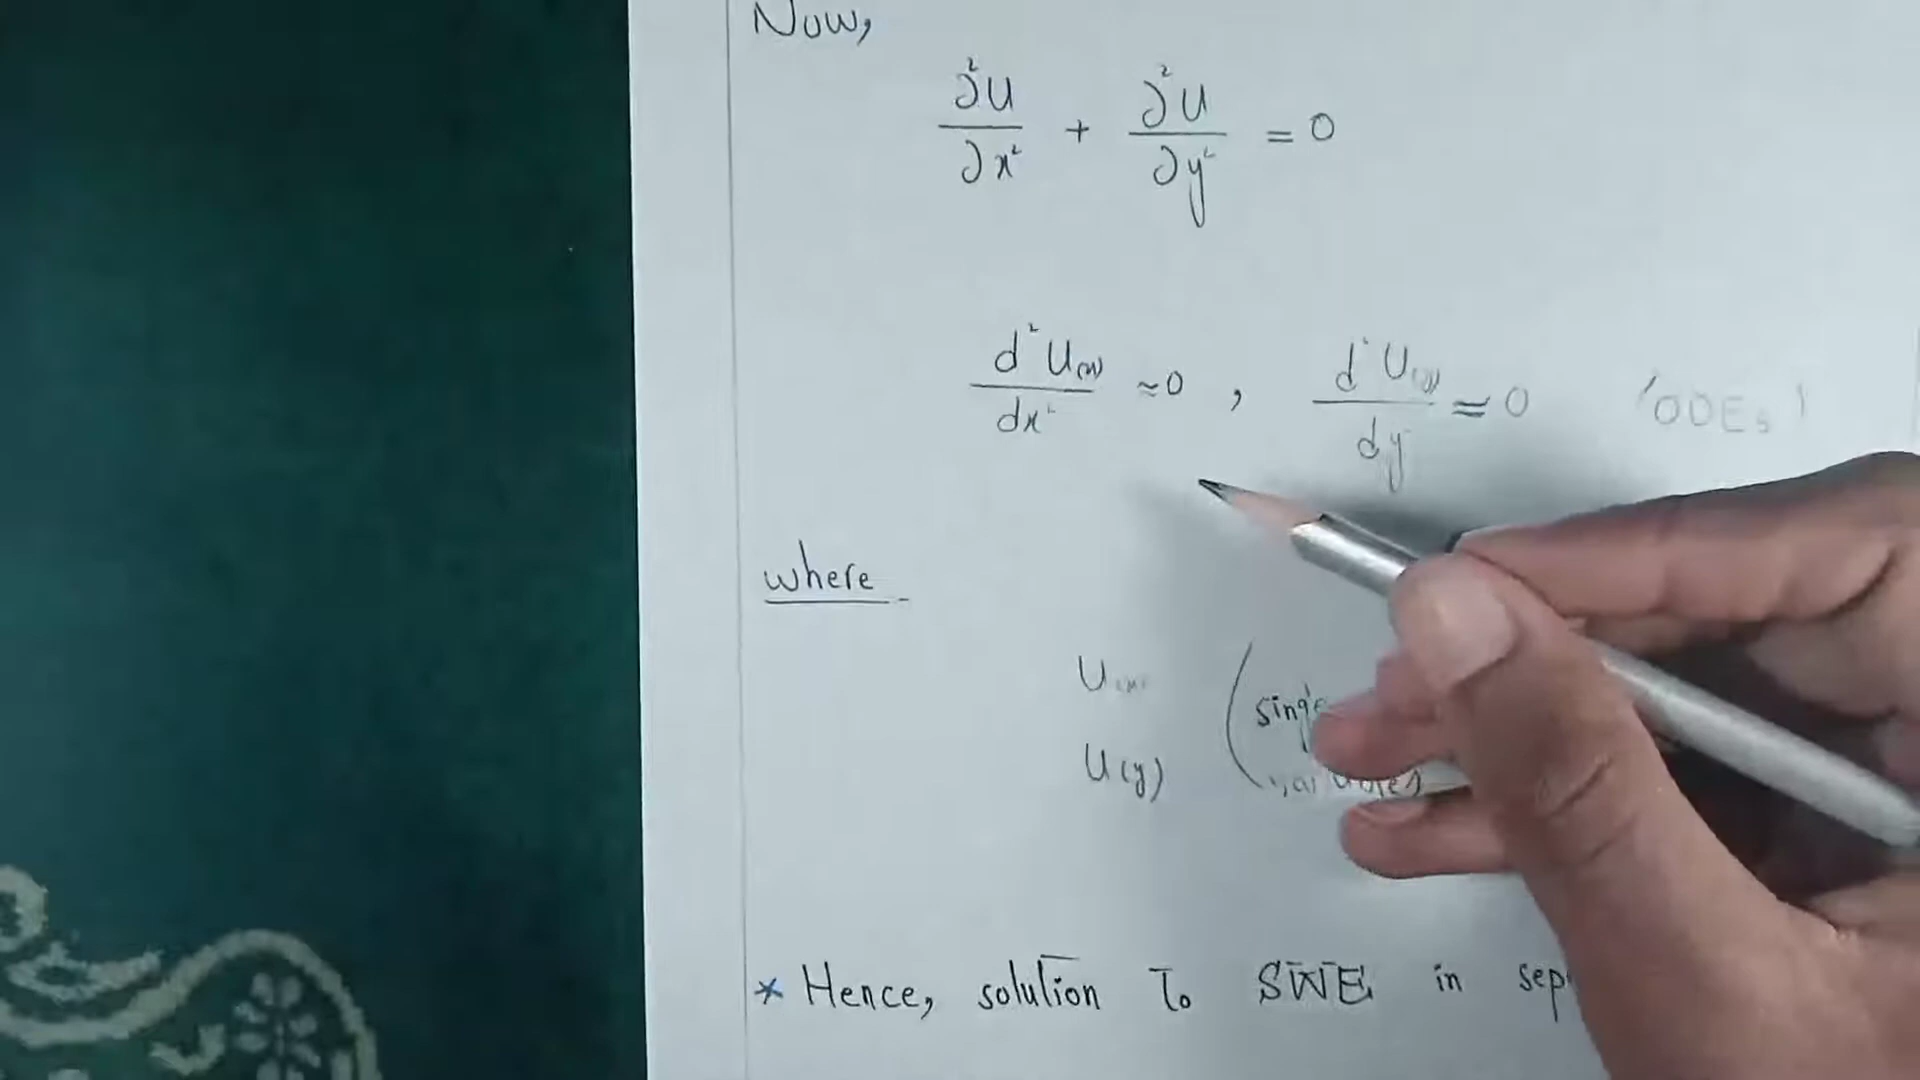 Now,
∂²U/∂x² + ∂²U/∂y² = 0
d²U(x)/dx² ≈ 0 , d²U(y)/dy ≈ 0 'ODEs'
where
U(x)
U(y)
* Hence, solution to SWE in